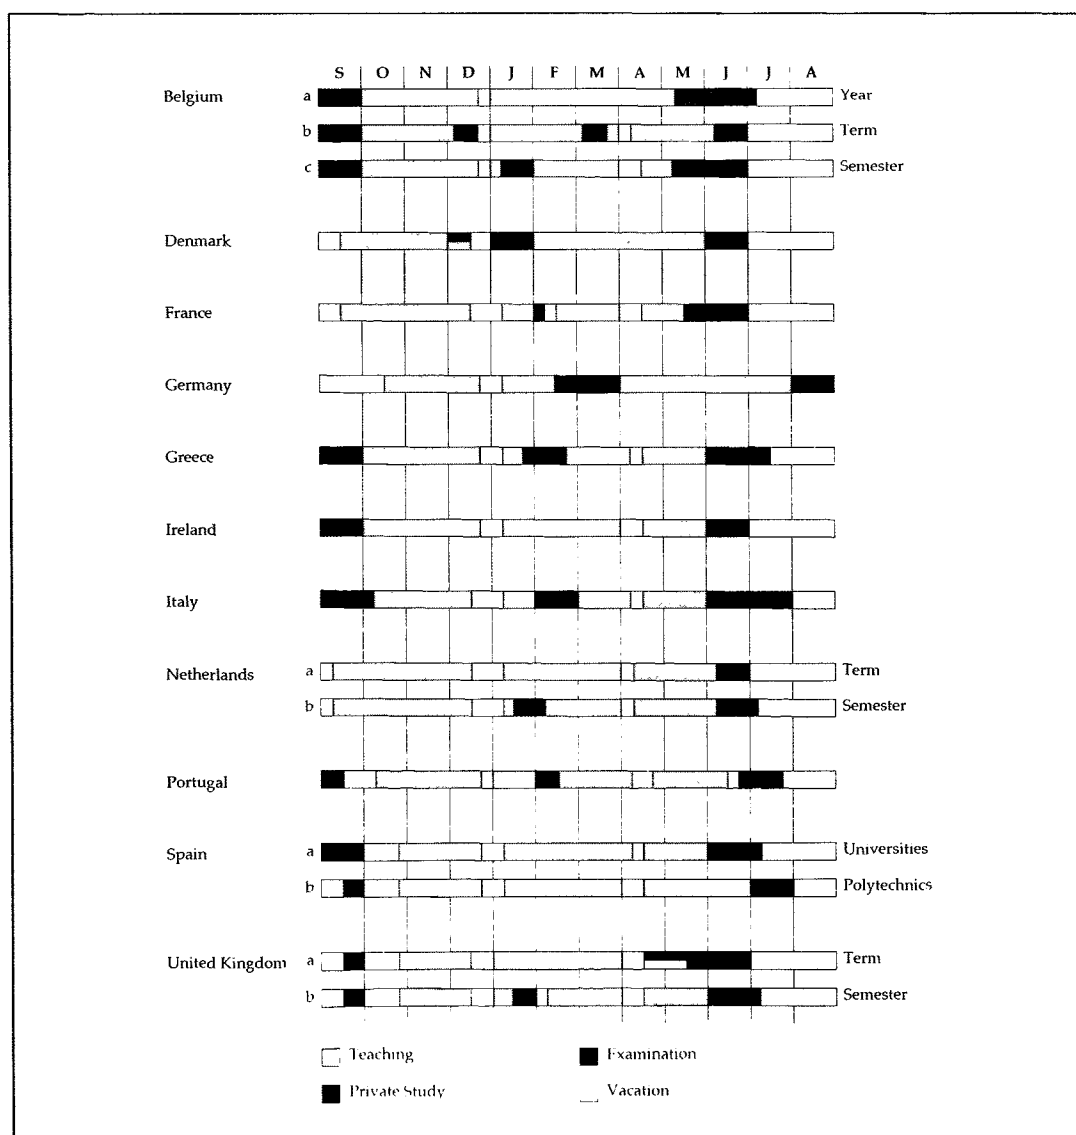 S O N D J F M A M J J A
Belgium a Year
b Term
c Semester
Denmark
France
Germany
Greece
Ireland
Italy
Netherlands a Term
b Semester
Portugal
Spain a Universities
b Polytechnics
United Kingdom a Term
b Semester
Teaching Examination
Private Study Vacation